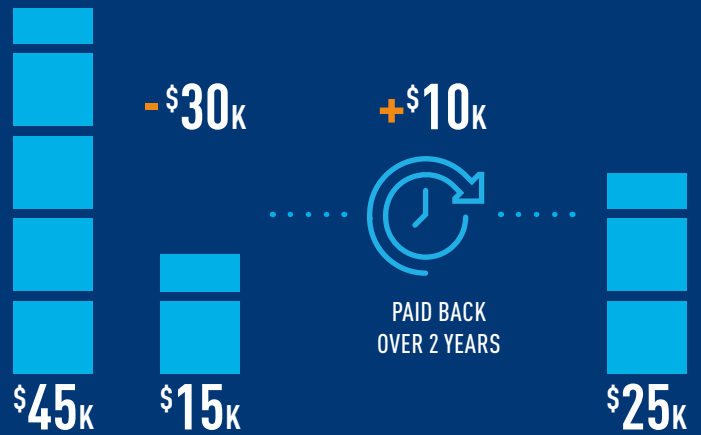 -$30K
+$10K
PAID BACK
OVER 2 YEARS
$45K
$15K
$25K